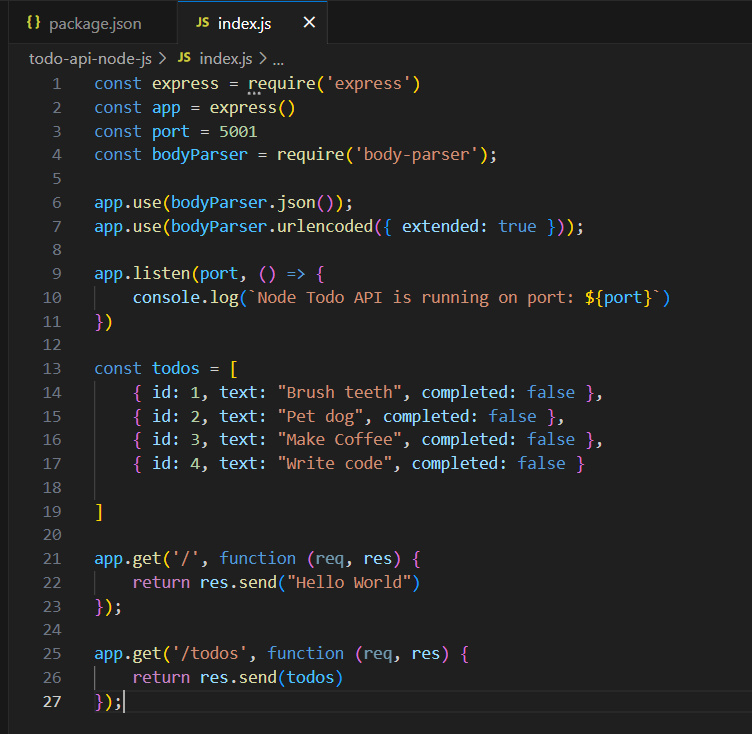 {} package.json JS index.js ×
todo-api-node-js > JS index.js > ...
1 const express = require('express')
2 const app = express()
3 const port = 5001
4 const bodyParser = require('body-parser');
5
6 app.use(bodyParser.json());
7 app.use(bodyParser.urlencoded({ extended: true }));
8
9 app.listen(port, () => {
10     console.log(`Node Todo API is running on port: ${port}`)
11 })
12
13 const todos = [
14     { id: 1, text: "Brush teeth", completed: false },
15     { id: 2, text: "Pet dog", completed: false },
16     { id: 3, text: "Make Coffee", completed: false },
17     { id: 4, text: "Write code", completed: false }
18
19 ]
20
21 app.get('/', function (req, res) {
22     return res.send("Hello World")
23 });
24
25 app.get('/todos', function (req, res) {
26     return res.send(todos)
27 });